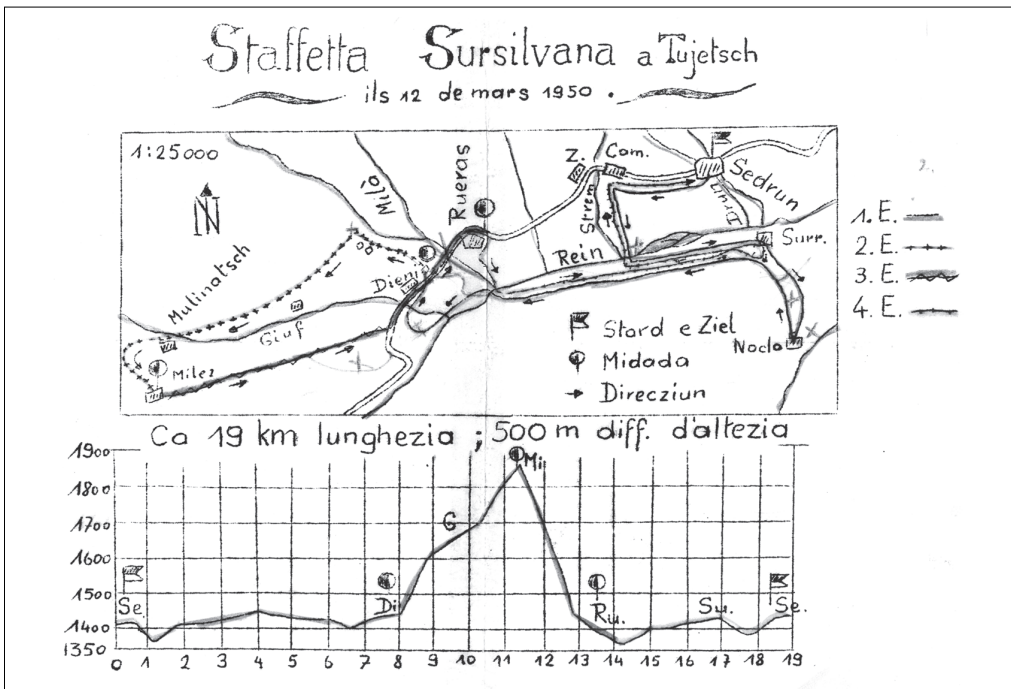 Staffetta Sursilvana a Tujetsch
ils 12 de mars 1950.
1:25000
N
Milà
Rueras
Z.
Cam.
Sedrun
Strem
Drun
Surr.
Rein
Mulinatsch
Dieni
Giuf
Milez
Nocla
Stard e Ziel
Midada
Direcziun
1. E.
2. E.
3. E.
4. E.
Ca 19 km lunghezia ; 500 m diff. d'altezia
1900
1800
1700
1600
1500
1400
1350
Se.
Di
G
Mi
Ru.
Su.
Se.
0 1 2 3 4 5 6 7 8 9 10 11 12 13 14 15 16 17 18 19